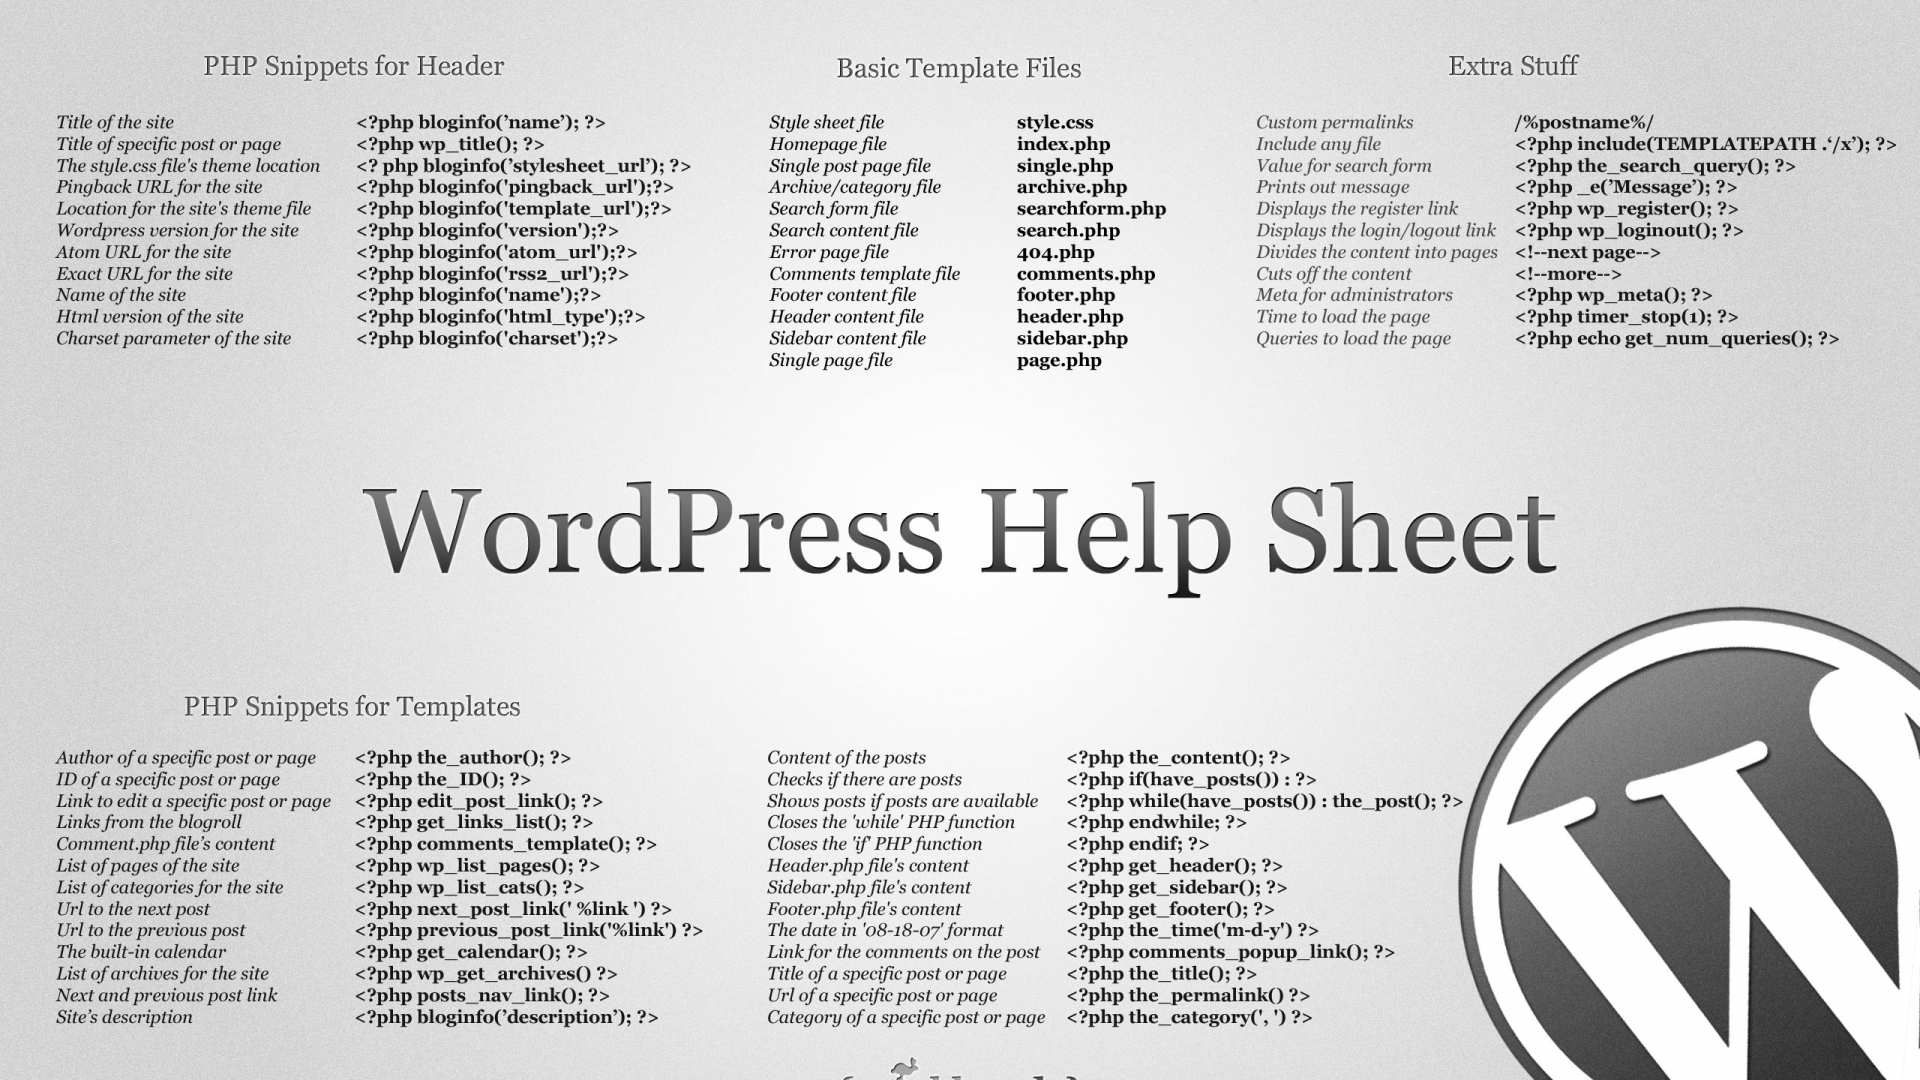 PHP Snippets for Header
Title of the site <?php bloginfo(’name’); ?>
Title of specific post or page <?php wp_title(); ?>
The style.css file's theme location <? php bloginfo(’stylesheet_url’); ?>
Pingback URL for the site <?php bloginfo('pingback_url');?>
Location for the site's theme file <?php bloginfo('template_url');?>
Wordpress version for the site <?php bloginfo('version');?>
Atom URL for the site <?php bloginfo('atom_url');?>
Exact URL for the site <?php bloginfo('rss2_url');?>
Name of the site <?php bloginfo('name');?>
Html version of the site <?php bloginfo('html_type');?>
Charset parameter of the site <?php bloginfo('charset');?>
Basic Template Files
Style sheet file style.css
Homepage file index.php
Single post page file single.php
Archive/category file archive.php
Search form file searchform.php
Search content file search.php
Error page file 404.php
Comments template file comments.php
Footer content file footer.php
Header content file header.php
Sidebar content file sidebar.php
Single page file page.php
Extra Stuff
Custom permalinks /%postname%/
Include any file <?php include(TEMPLATEPATH .‘/x’); ?>
Value for search form <?php the_search_query(); ?>
Prints out message <?php _e(’Message’); ?>
Displays the register link <?php wp_register(); ?>
Displays the login/logout link <?php wp_loginout(); ?>
Divides the content into pages <!--next page-->
Cuts off the content <!--more-->
Meta for administrators <?php wp_meta(); ?>
Time to load the page <?php timer_stop(1); ?>
Queries to load the page <?php echo get_num_queries(); ?>
WordPress Help Sheet
PHP Snippets for Templates
Author of a specific post or page <?php the_author(); ?>
ID of a specific post or page <?php the_ID(); ?>
Link to edit a specific post or page <?php edit_post_link(); ?>
Links from the blogroll <?php get_links_list(); ?>
Comment.php file’s content <?php comments_template(); ?>
List of pages of the site <?php wp_list_pages(); ?>
List of categories for the site <?php wp_list_cats(); ?>
Url to the next post <?php next_post_link(' %link ') ?>
Url to the previous post <?php previous_post_link('%link') ?>
The built-in calendar <?php get_calendar(); ?>
List of archives for the site <?php wp_get_archives() ?>
Next and previous post link <?php posts_nav_link(); ?>
Site’s description <?php bloginfo(’description’); ?>
Content of the posts <?php the_content(); ?>
Checks if there are posts <?php if(have_posts()) : ?>
Shows posts if posts are available <?php while(have_posts()) : the_post(); ?>
Closes the 'while' PHP function <?php endwhile; ?>
Closes the 'if' PHP function <?php endif; ?>
Header.php file's content <?php get_header(); ?>
Sidebar.php file's content <?php get_sidebar(); ?>
Footer.php file's content <?php get_footer(); ?>
The date in '08-18-07' format <?php the_time('m-d-y') ?>
Link for the comments on the post <?php comments_popup_link(); ?>
Title of a specific post or page <?php the_title(); ?>
Url of a specific post or page <?php the_permalink() ?>
Category of a specific post or page <?php the_category(', ') ?>
W